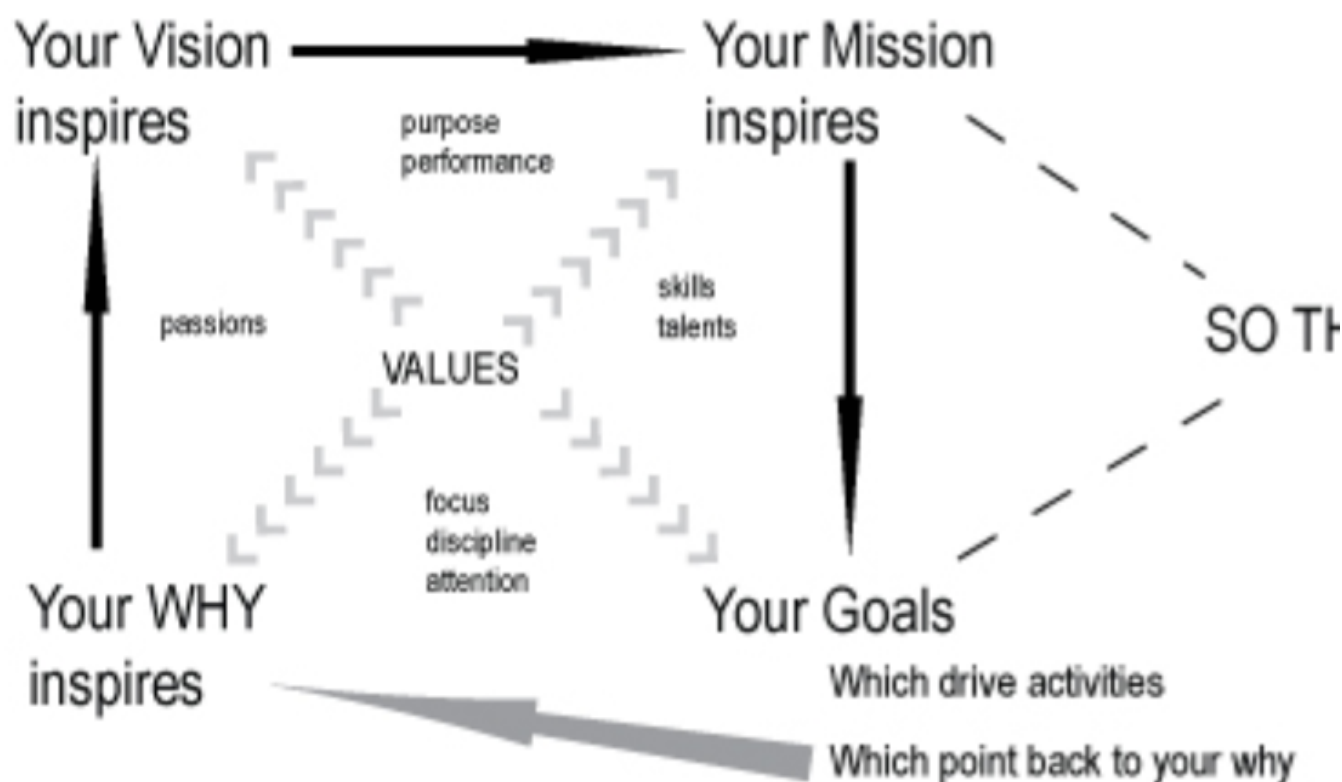 Your Vision
inspires
Your Mission
inspires
purpose
performance
skills
talents
passions
SO TH
VALUES
focus
discipline
attention
Your WHY
inspires
Your Goals
Which drive activities
Which point back to your why